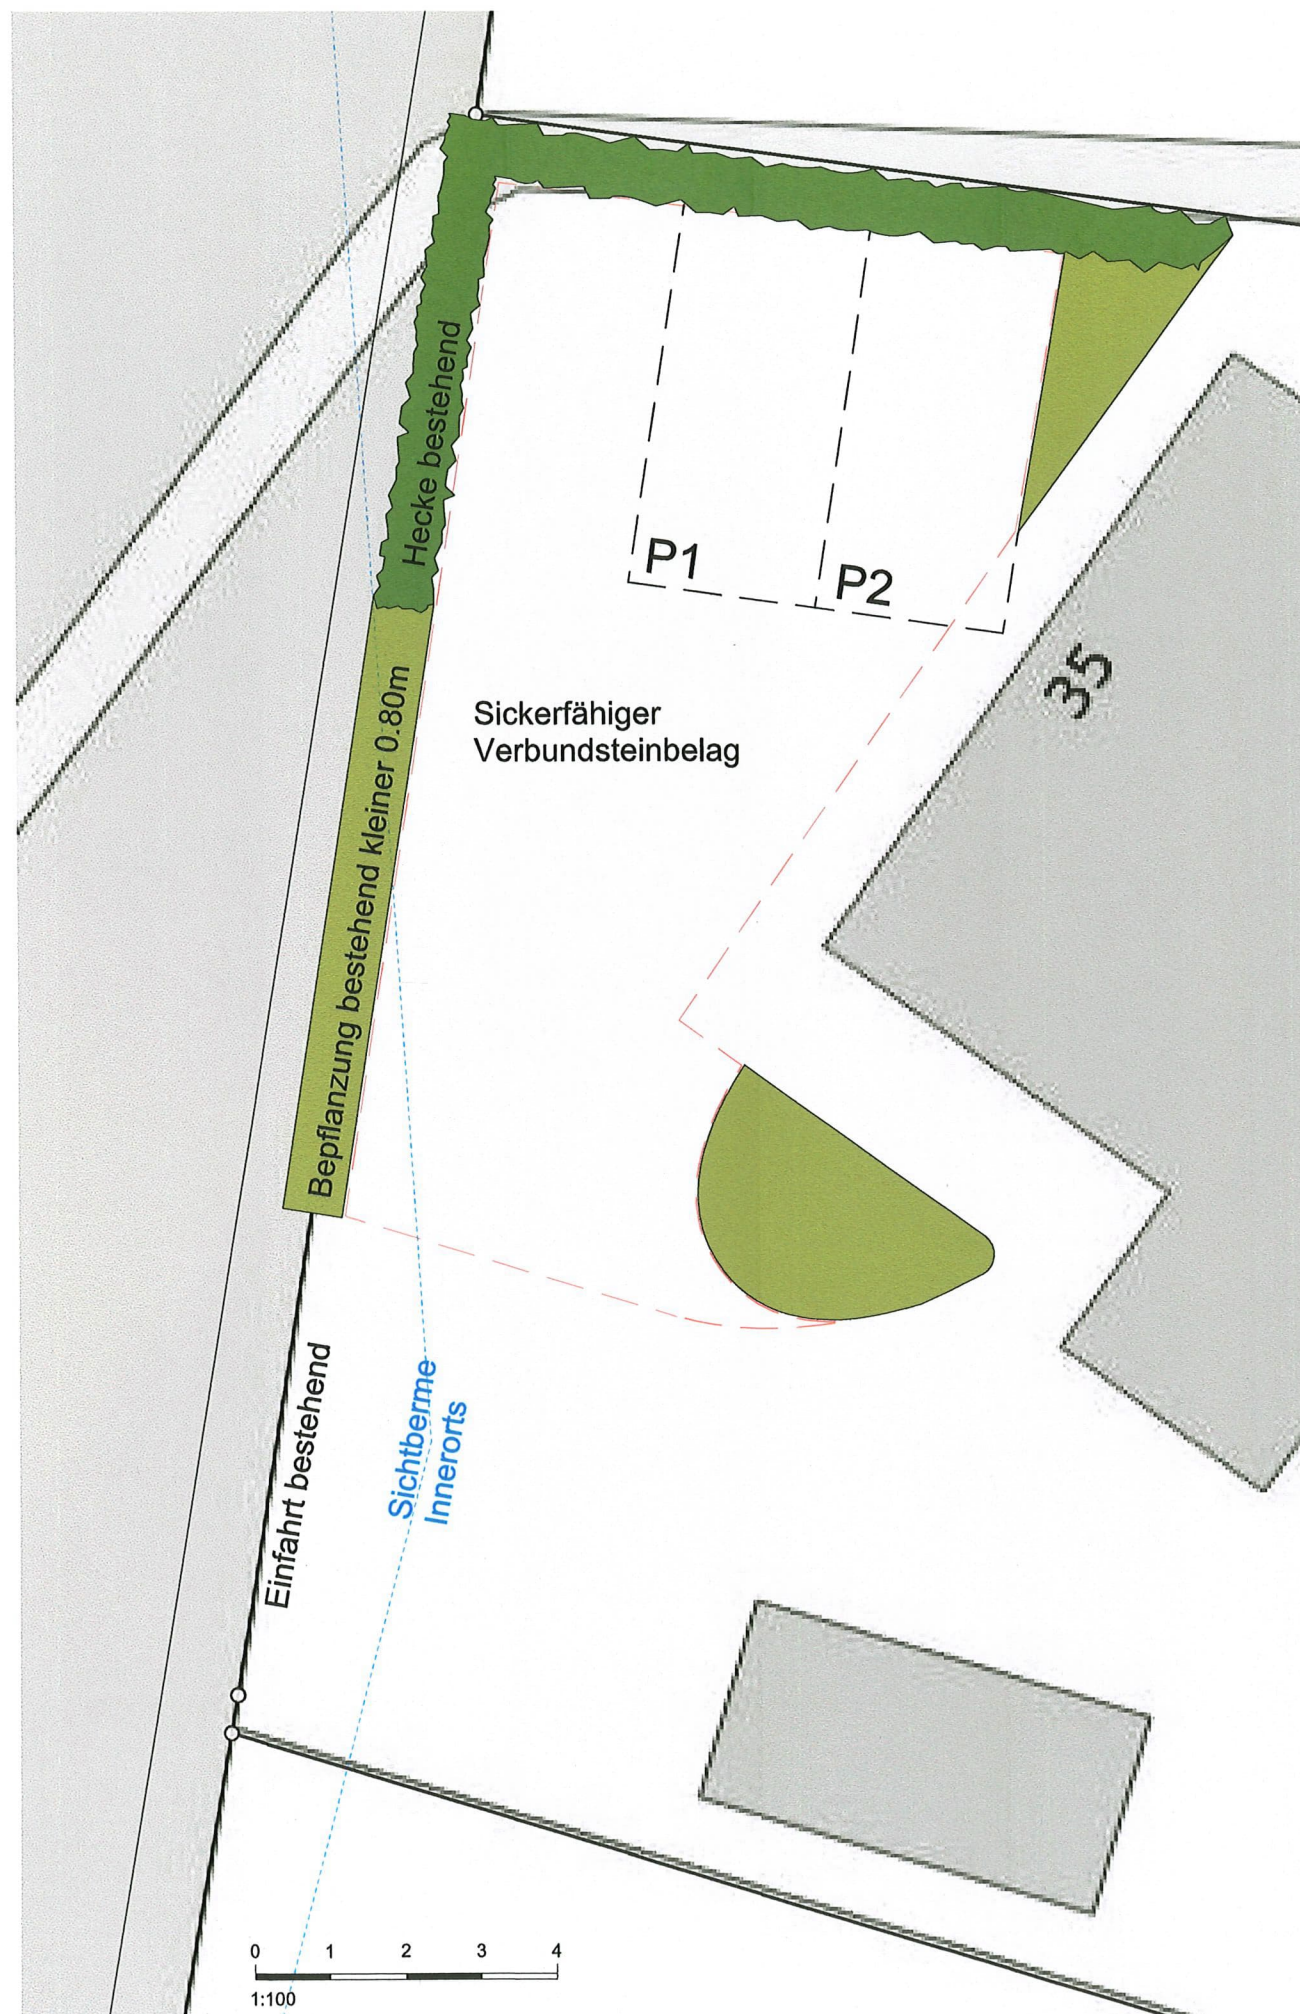 Hecke bestehend
P1
P2
35
Sickerfähiger
Verbundsteinbelag
Bepflanzung bestehend kleiner 0.80m
Einfahrt bestehend
Sichtberme
Innerorts
0 1 2 3 4
1:100